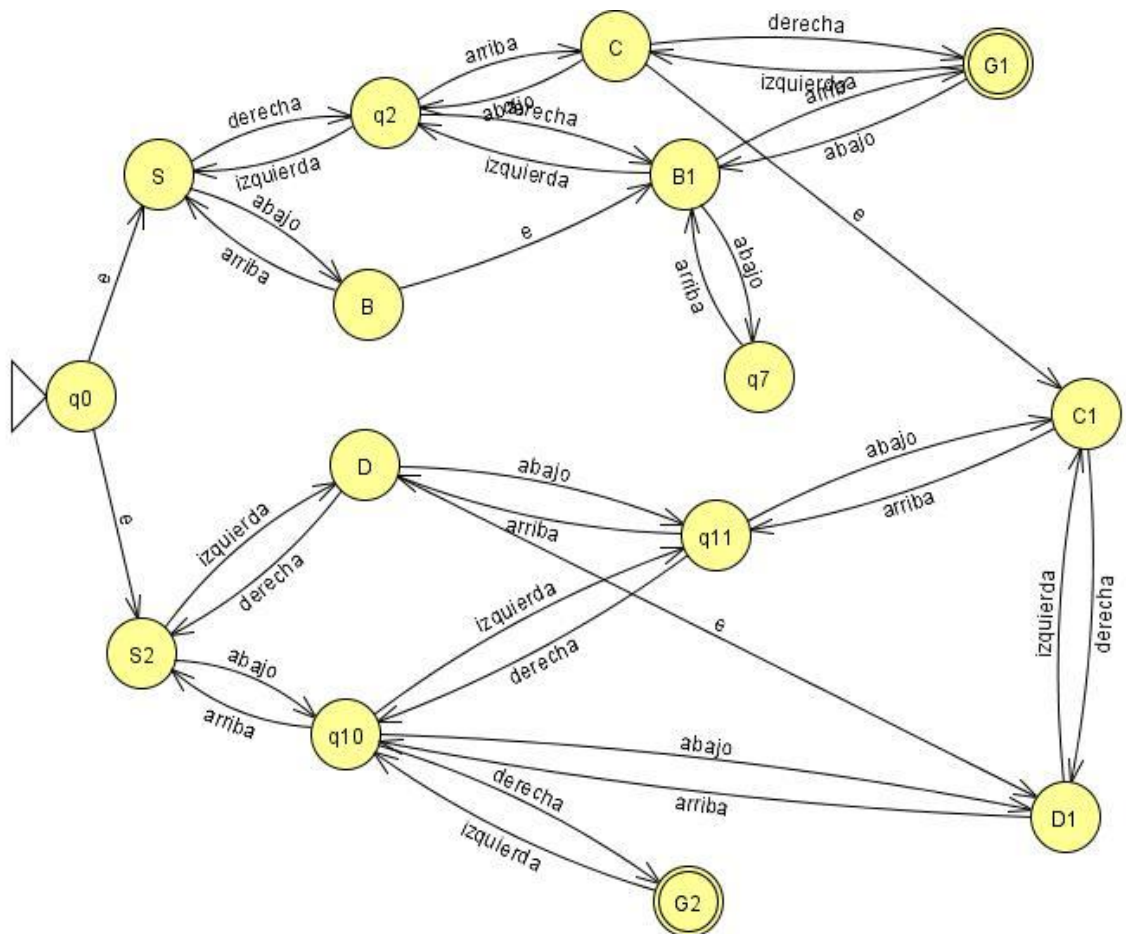 arriba
C
derecha
G1
izquierda
arriba
derecha
q2
abajo
derecha
S
izquierda
izquierda
B1
abajo
abajo
e
e
arriba
B
abajo
e
arriba
q7
q0
C1
D
abajo
abajo
e
izquierda
arriba
q11
arriba
derecha
izquierda
izquierda
derecha
e
S2
abajo
derecha
arriba
q10
abajo
derecha
arriba
D1
izquierda
G2